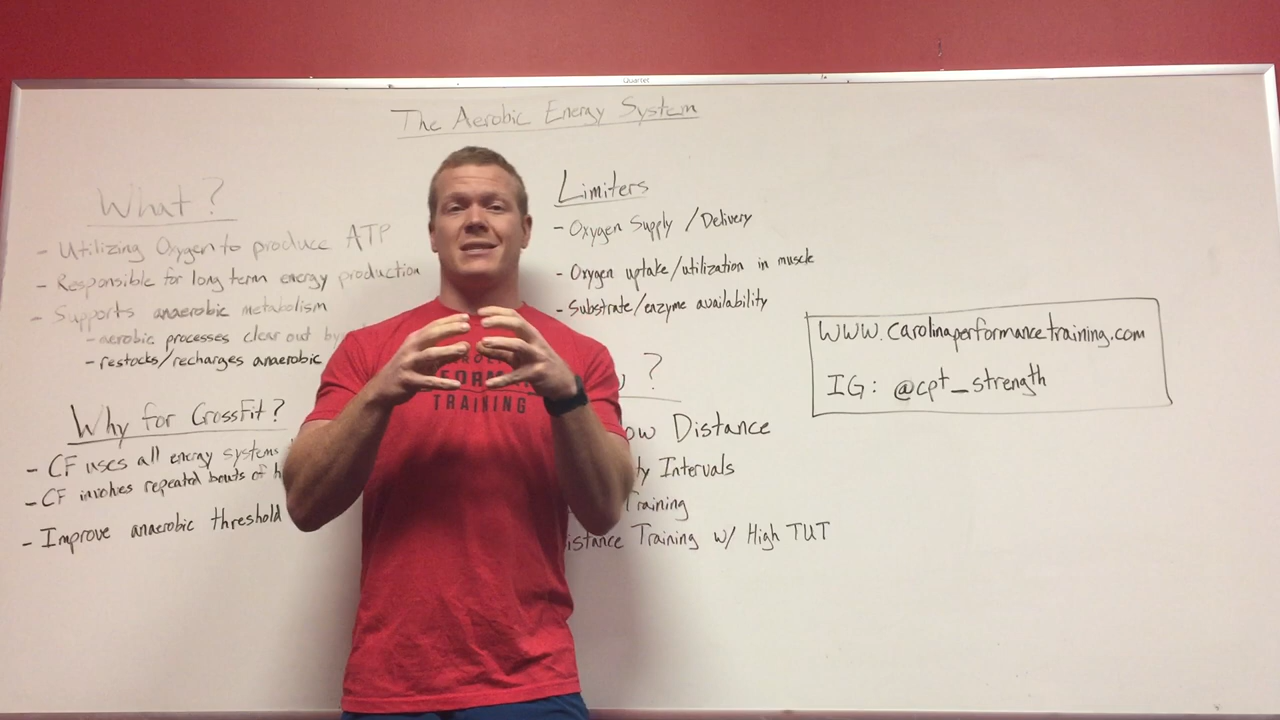 Quartet
The Aerobic Energy System
What?
- Utilizing Oxygen to produce ATP
- Responsible for long term energy production
- Supports anaerobic metabolism
- aerobic processes clear out by
- restocks/recharges anaerobic
Why for CrossFit?
- CF uses all energy systems
- CF involves repeated bouts of h
- Improve anaerobic threshold
Limiters
- Oxygen Supply / Delivery
- Oxygen uptake/utilization in muscle
- Substrate/enzyme availability
?
ow Distance
ty Intervals
Training
istance Training w/ High TUT
www.carolinaperformancetraining.com
IG: @cpt_strength
TRAINING